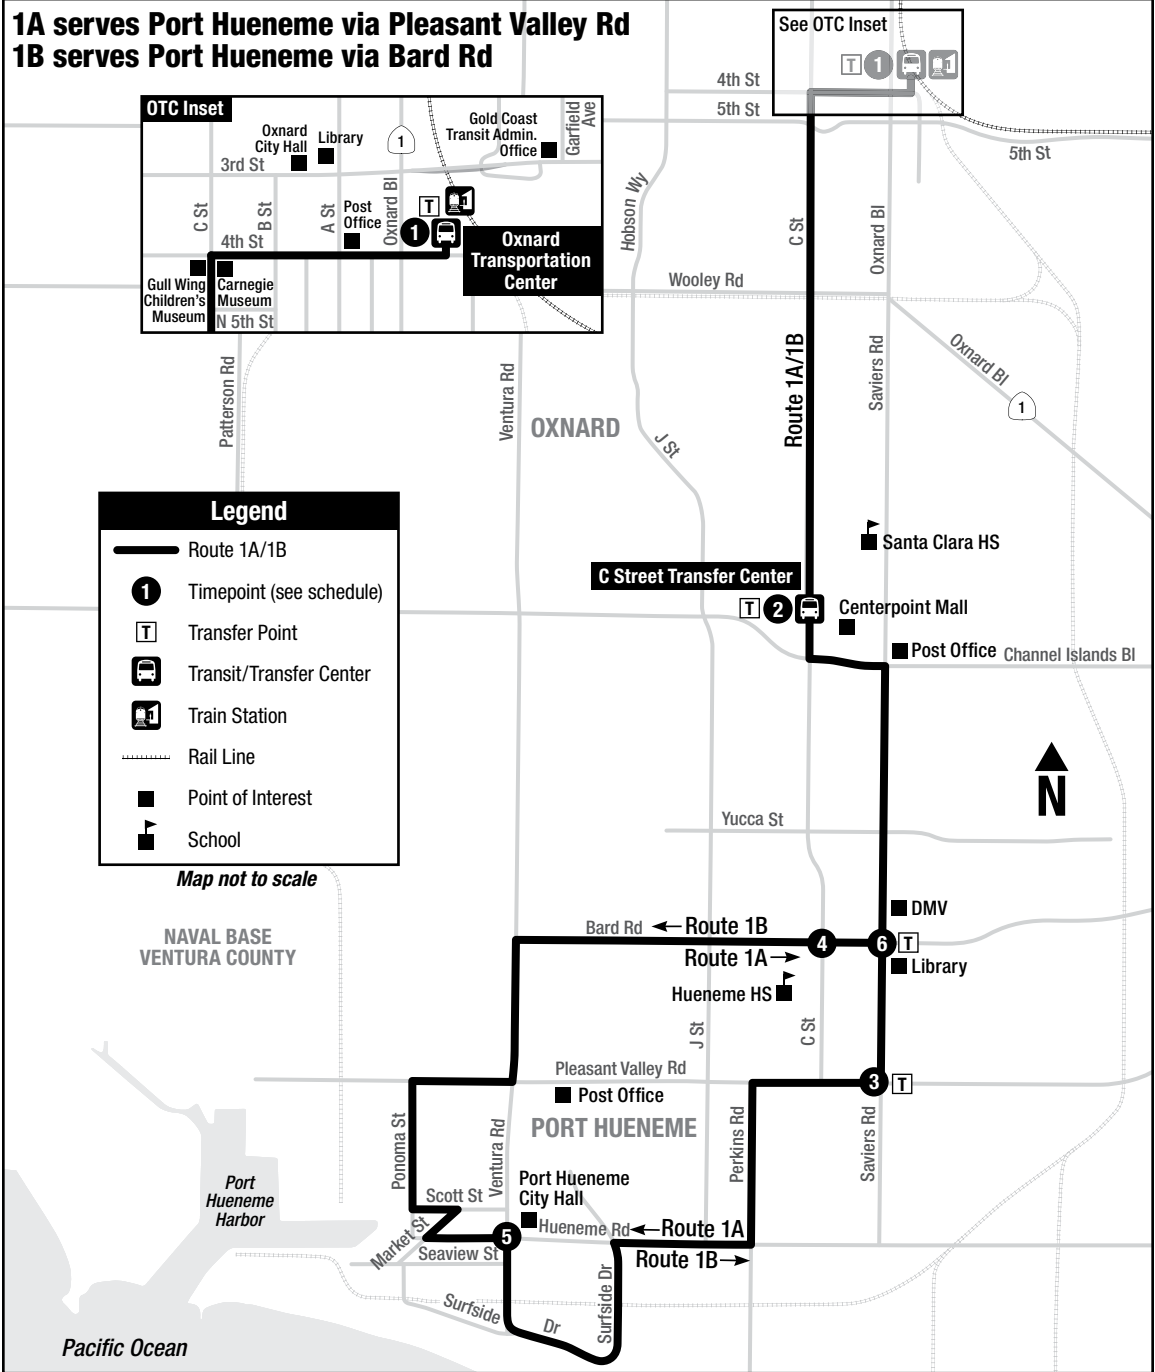 1A serves Port Hueneme via Pleasant Valley Rd
1B serves Port Hueneme via Bard Rd
See OTC Inset
T
1
4th St
5th St
5th St
OTC Inset
Oxnard
City Hall
Library
1
Gold Coast
Transit Admin.
Office
Garfield
Ave
3rd St
C St
B St
A St
Oxnard Bl
Post
Office
T
1
4th St
Oxnard
Transportation
Center
Gull Wing
Children's
Museum
Carnegie
Museum
N 5th St
Hobson Wy
C St
Oxnard Bl
Wooley Rd
Patterson Rd
Ventura Rd
OXNARD
J St
Route 1A/1B
Saviers Rd
Oxnard Bl
1
Legend
Route 1A/1B
1
Timepoint (see schedule)
T
Transfer Point
Transit/Transfer Center
Train Station
Rail Line
Point of Interest
School
Map not to scale
Santa Clara HS
C Street Transfer Center
T
2
Centerpoint Mall
Post Office
Channel Islands Bl
N
Yucca St
DMV
NAVAL BASE
VENTURA COUNTY
Bard Rd
Route 1B
Route 1A
4
6
T
Library
Hueneme HS
J St
C St
Pleasant Valley Rd
Post Office
3
T
PORT HUENEME
Ponoma St
Ventura Rd
Perkins Rd
Saviers Rd
Port
Hueneme
Harbor
Scott St
Port Hueneme
City Hall
Market St
Seaview St
5
Hueneme Rd
Route 1A
Route 1B
Surfside Dr
Surfside
Dr
Pacific Ocean